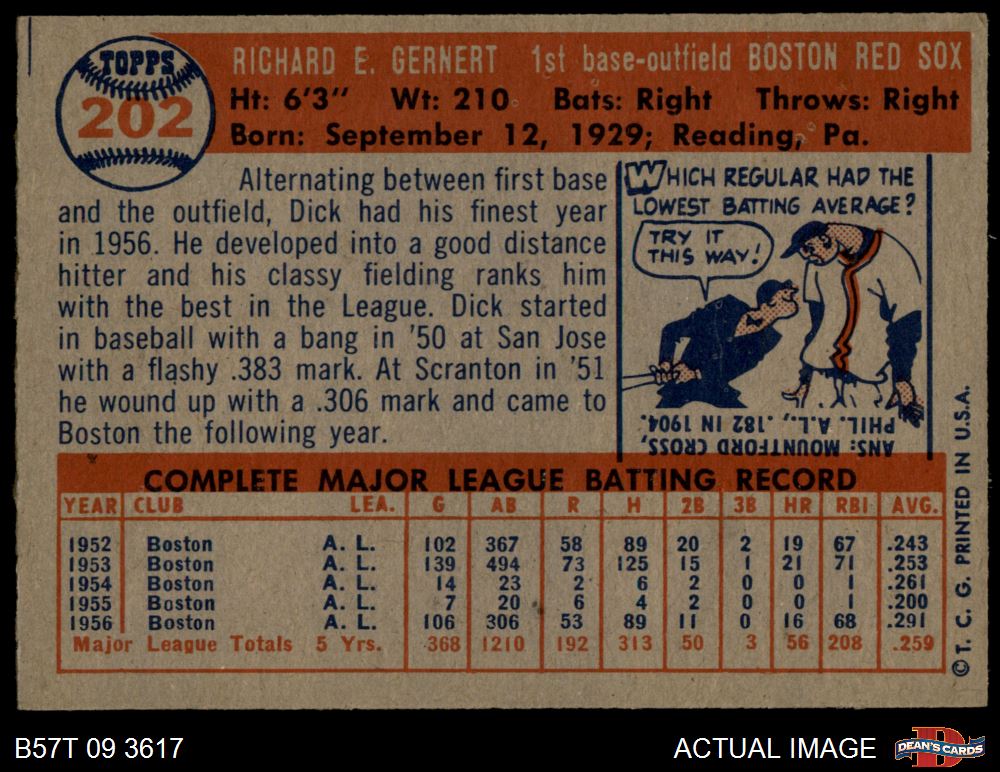 TOPPS
202
RICHARD E. GERNERT 1st base-outfield BOSTON RED SOX
Ht: 6'3" Wt: 210 Bats: Right Throws: Right
Born: September 12, 1929; Reading, Pa.
Alternating between first base
and the outfield, Dick had his finest year
in 1956. He developed into a good distance
hitter and his classy fielding ranks him
with the best in the League. Dick started
in baseball with a bang in '50 at San Jose
with a flashy .383 mark. At Scranton in '51
he wound up with a .306 mark and came to
Boston the following year.
WHICH REGULAR HAD THE
LOWEST BATTING AVERAGE?
TRY IT
THIS WAY!
ANS: MOUNTFORD CROSS,
PHIL. A.L., .182 IN 1904.
COMPLETE MAJOR LEAGUE BATTING RECORD
YEAR CLUB LEA. G AB R H 2B 3B HR RBI AVG.
1952 Boston A. L. 102 367 58 89 20 2 19 67 .243
1953 Boston A. L. 139 494 73 125 15 1 21 71 .253
1954 Boston A. L. 14 23 2 6 2 0 0 1 .261
1955 Boston A. L. 7 20 6 4 2 0 0 1 .200
1956 Boston A. L. 106 306 53 89 11 0 16 68 .291
Major League Totals 5 Yrs. 368 1210 192 313 50 3 56 208 .259
© T. C. G. PRINTED IN U.S.A.
B57T 09 3617
ACTUAL IMAGE
DEAN'S CARDS